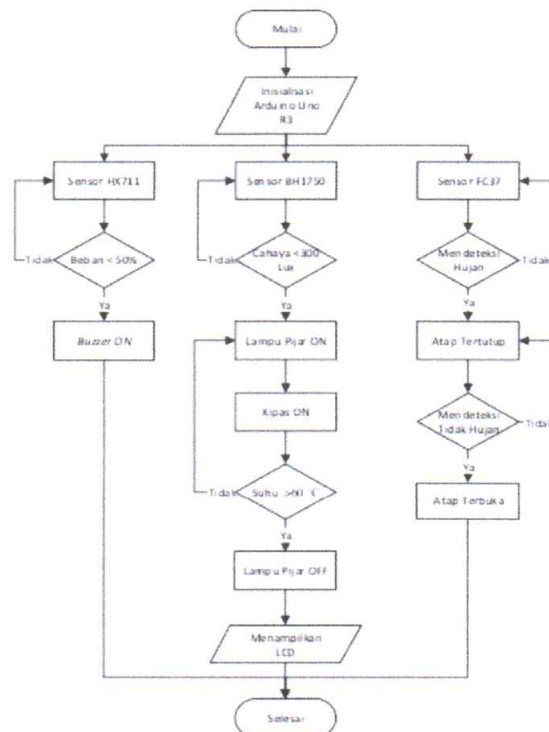 Mulai
Inisialisasi
Arduino Uno
R3
Sensor HX711
Sensor BH1750
Sensor FC37
Tidak
Beban < 50%
Tidak
Cahaya <300
Lux
Mendeteksi
Hujan
Tidak
Ya
Ya
Ya
Buzzer ON
Lampu Pijar ON
Atap Tertutup
Kipas ON
Mendeteksi
Tidak Hujan
Tidak
Tidak
Suhu >60 °C
Ya
Atap Terbuka
Ya
Lampu Pijar OFF
Menampilkan
LCD
Selesai